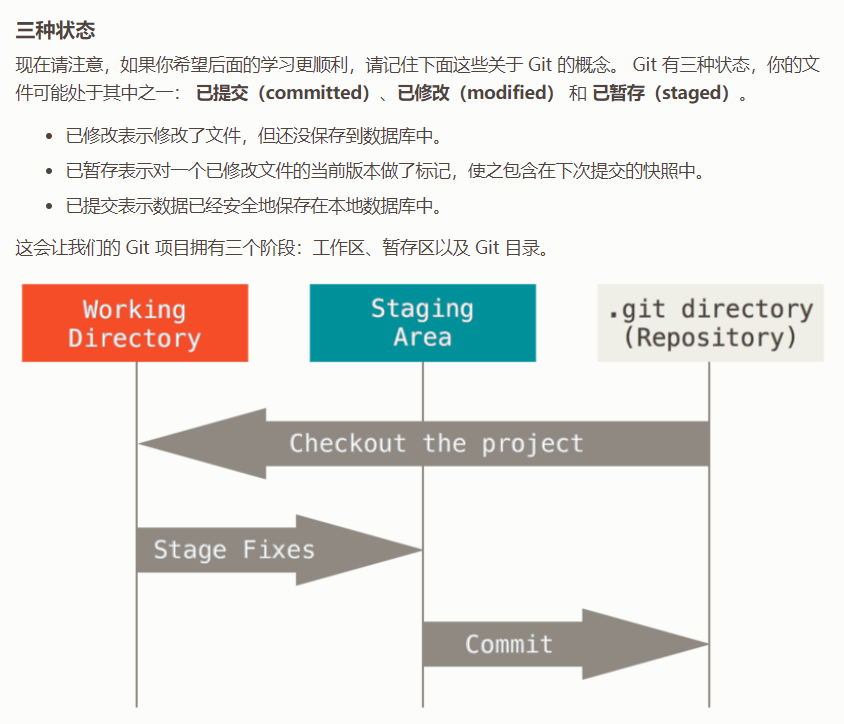 三种状态
现在请注意，如果你希望后面的学习更顺利，请记住下面这些关于 Git 的概念。 Git 有三种状态，你的文
件可能处于其中之一： 已提交（committed）、已修改（modified） 和 已暂存（staged）。
• 已修改表示修改了文件，但还没保存到数据库中。
• 已暂存表示对一个已修改文件的当前版本做了标记，使之包含在下次提交的快照中。
• 已提交表示数据已经安全地保存在本地数据库中。
这会让我们的 Git 项目拥有三个阶段：工作区、暂存区以及 Git 目录。
Working
Directory
Staging
Area
.git directory
(Repository)
Checkout the project
Stage Fixes
Commit